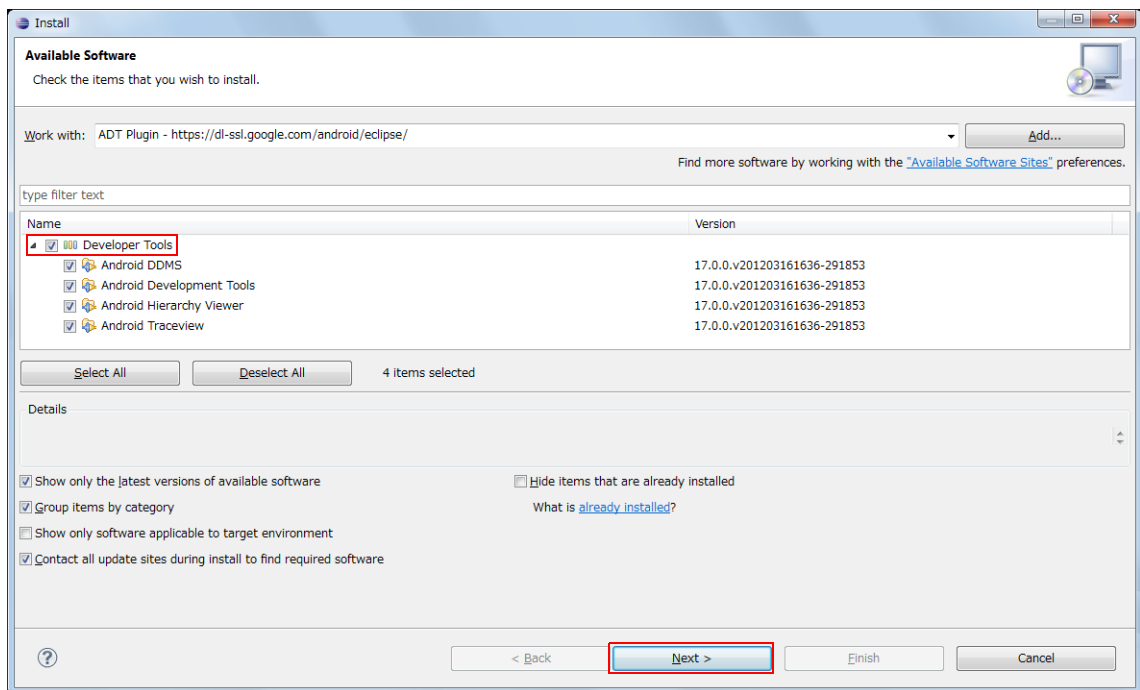 Install
Available Software
Check the items that you wish to install.
Work with: ADT Plugin - https://dl-ssl.google.com/android/eclipse/ Add...
Find more software by working with the "Available Software Sites" preferences.
type filter text
Name Version
Developer Tools
Android DDMS 17.0.0.v201203161636-291853
Android Development Tools 17.0.0.v201203161636-291853
Android Hierarchy Viewer 17.0.0.v201203161636-291853
Android Traceview 17.0.0.v201203161636-291853
Select All Deselect All 4 items selected
Details
Show only the latest versions of available software Hide items that are already installed
Group items by category What is already installed?
Show only software applicable to target environment
Contact all update sites during install to find required software
? < Back Next > Finish Cancel